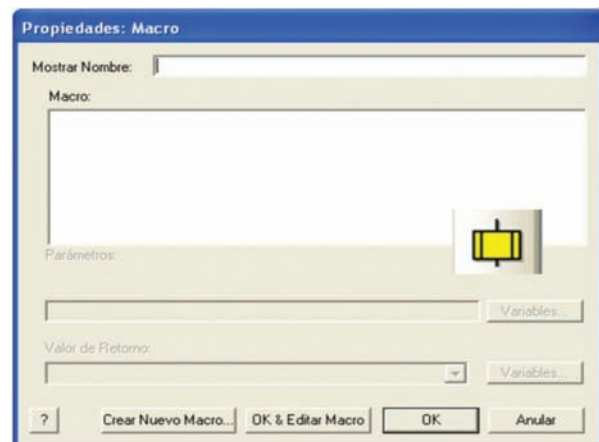 Propiedades: Macro
Mostrar Nombre:
Macro:
Parámetros:
Variables...
Valor de Retorno:
Variables...
? Crear Nuevo Macro... OK & Editar Macro OK Anular